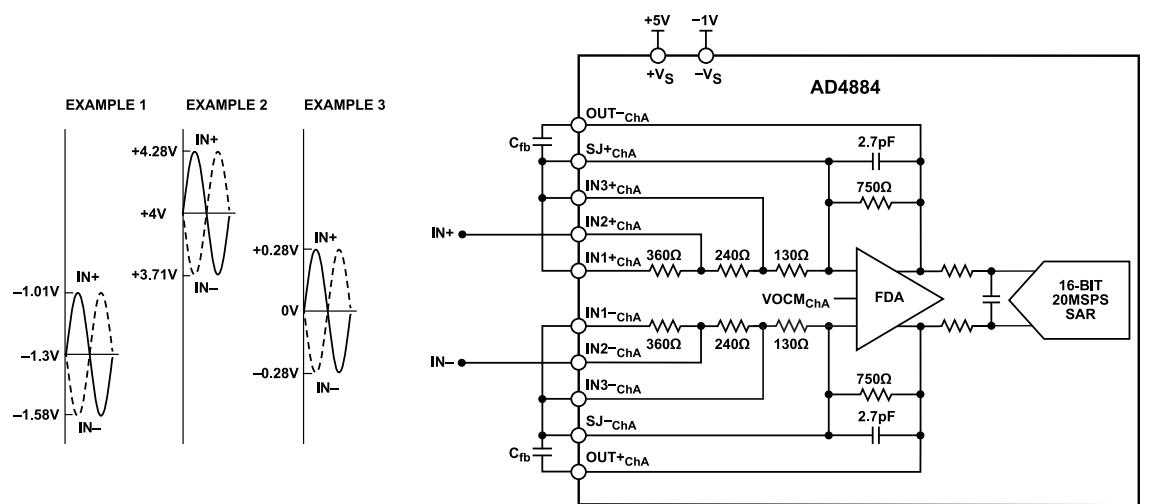 EXAMPLE 1
EXAMPLE 2
EXAMPLE 3
IN+
+4.28V
+4V
+3.71V
IN–
IN+
+0.28V
0V
–0.28V
IN–
IN+
–1.01V
–1.3V
–1.58V
IN–
+5V
–1V
+VS
–VS
AD4884
OUT–ChA
Cfb
SJ+ChA
IN3+ChA
IN2+ChA
IN+
IN1+ChA
360Ω
240Ω
130Ω
2.7pF
750Ω
VOCMChA
FDA
16-BIT
20MSPS
SAR
IN1–ChA
360Ω
240Ω
130Ω
IN–
IN2–ChA
IN3–ChA
750Ω
SJ–ChA
2.7pF
Cfb
OUT+ChA